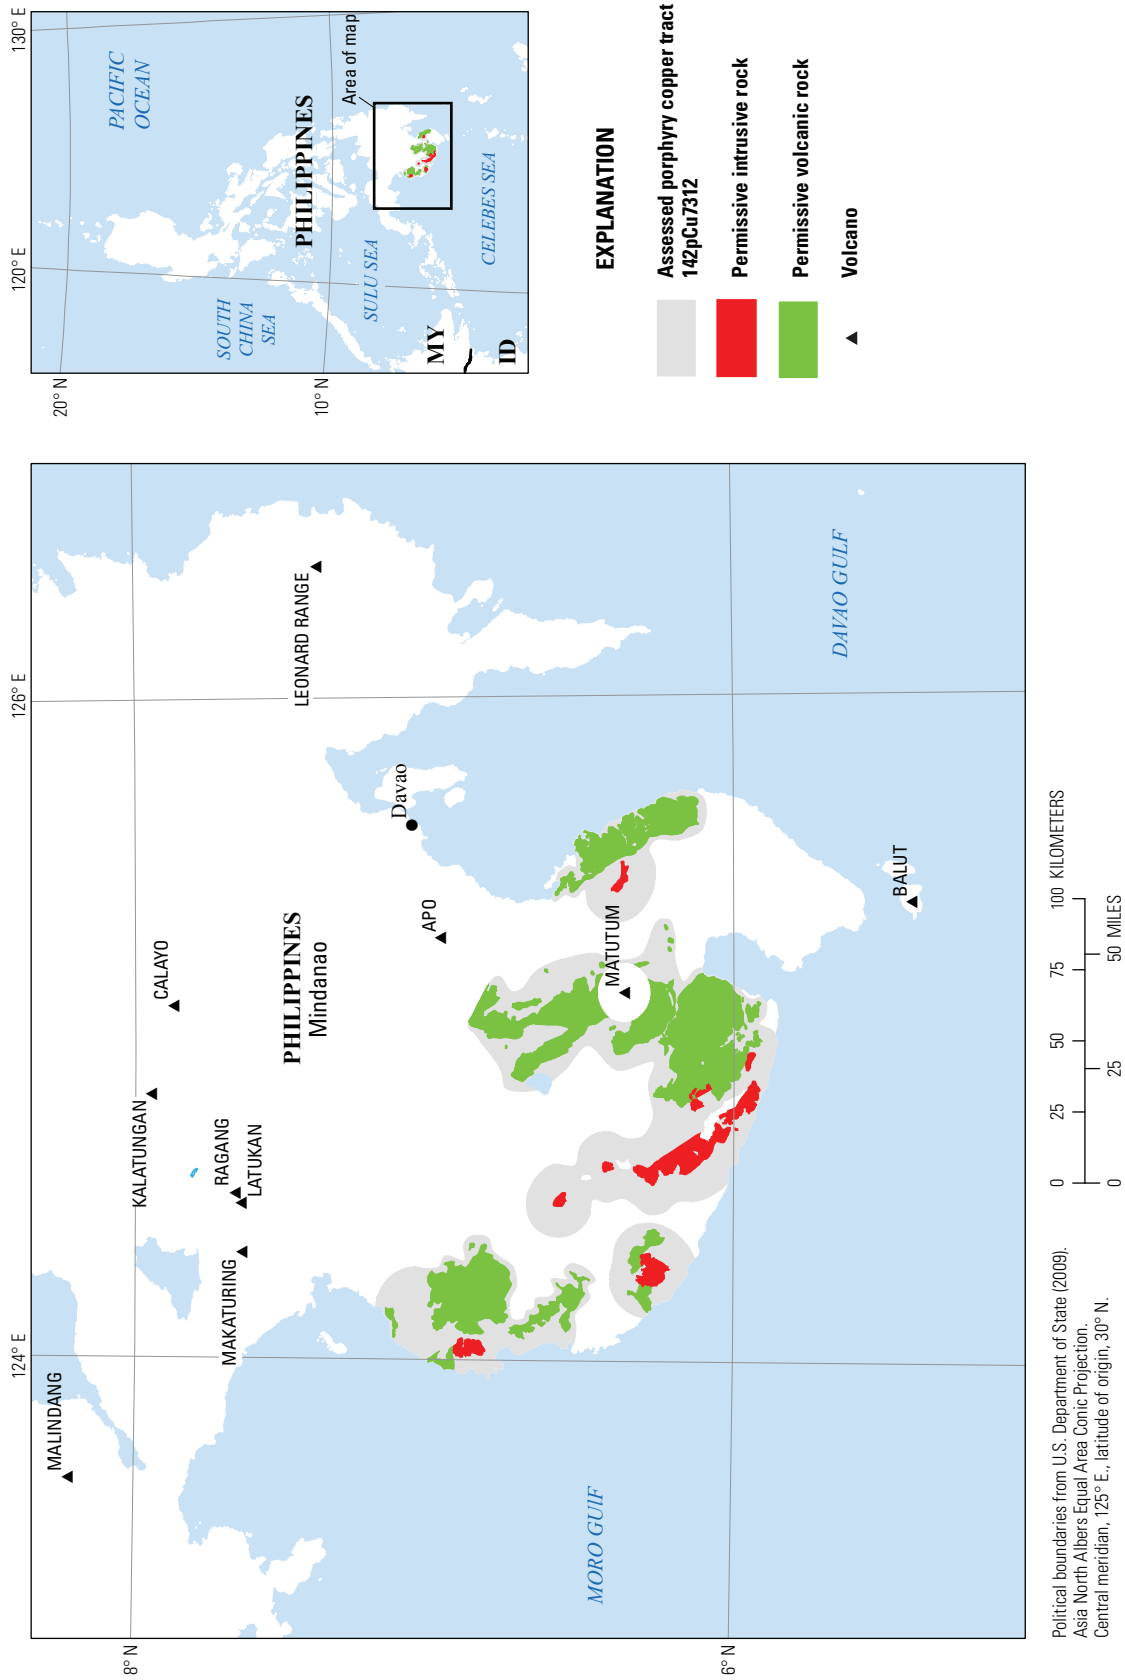 124° E
126° E
8° N
6° N
MALINDANG
KALATUNGAN
CALAYO
RAGANG
LATUKAN
MAKATURING
PHILIPPINES
Mindanao
LEONARD RANGE
APO
Davao
MATUTUM
BALUT
MORO GUlF
DAVAO GULF
120° E
130° E
20° N
10° N
PACIFIC
OCEAN
SOUTH
CHINA
SEA
PHILIPPINES
Area of map
SULU SEA
CELEBES SEA
MY
ID
EXPLANATION
Assessed porphyry copper tract
142pCu7312
Permissive intrusive rock
Permissive volcanic rock
Volcano
0 25 50 75 100 KILOMETERS
0 25 50 MILES
Political boundaries from U.S. Department of State (2009).
Asia North Albers Equal Area Conic Projection.
Central meridian, 125° E., latitude of origin, 30° N.